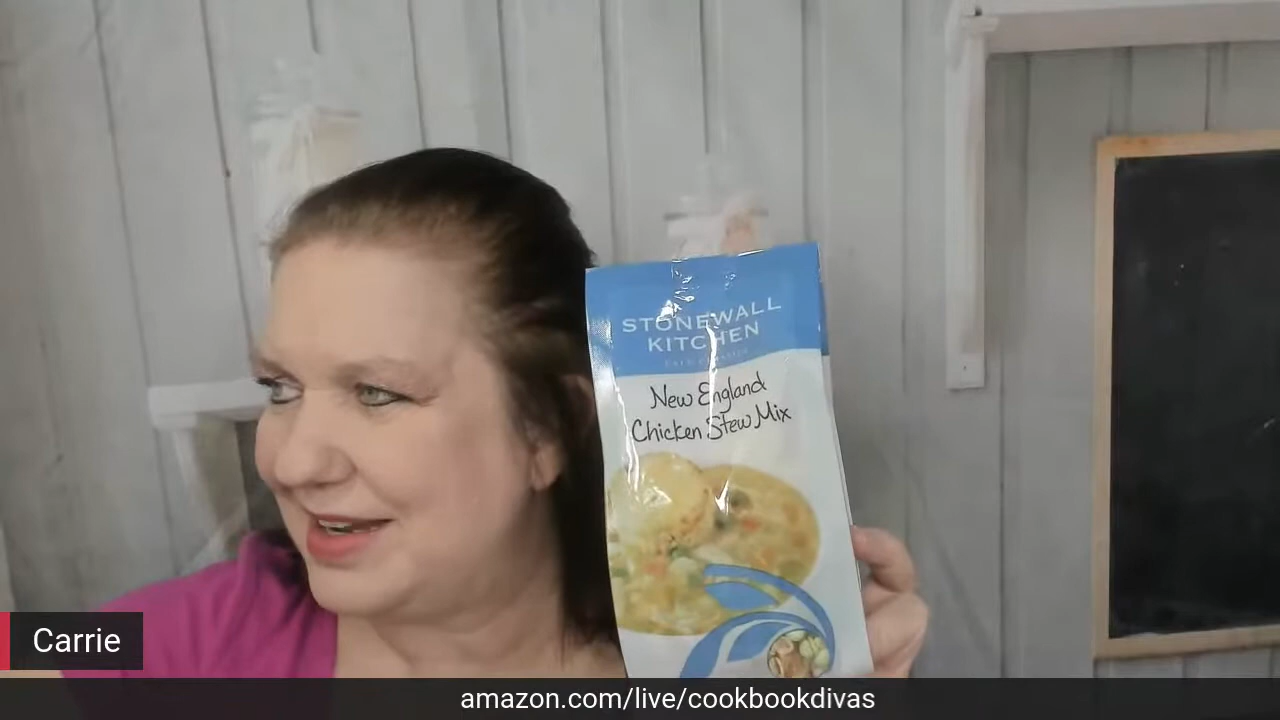 STONEWALL
KITCHEN
New England
Chicken Stew Mix
Carrie
amazon.com/live/cookbookdivas